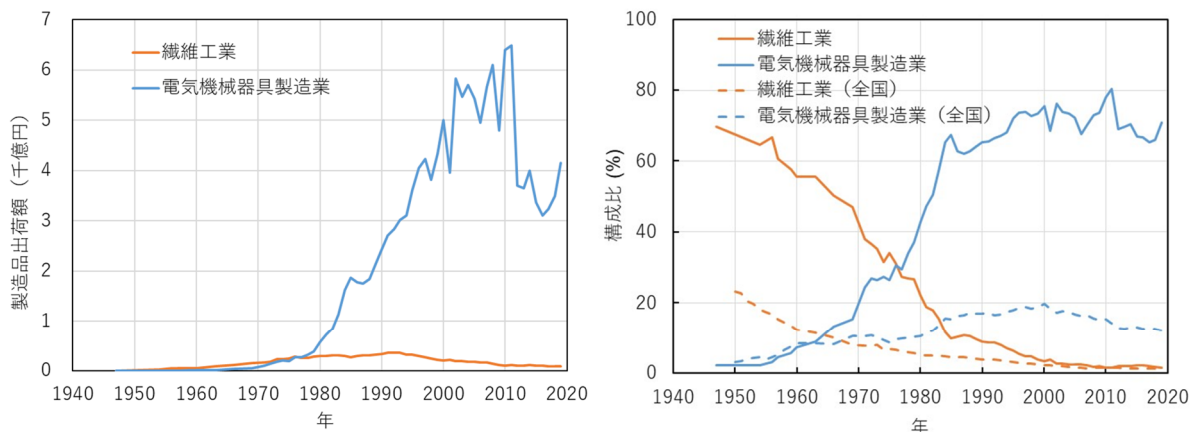 7
6
5
4
3
2
1
0
製造品出荷額（千億円）
繊維工業
電気機械器具製造業
1940 1950 1960 1970 1980 1990 2000 2010 2020
年
100
80
60
40
20
0
構成比 (%)
繊維工業
電気機械器具製造業
繊維工業（全国）
電気機械器具製造業（全国）
1940 1950 1960 1970 1980 1990 2000 2010 2020
年